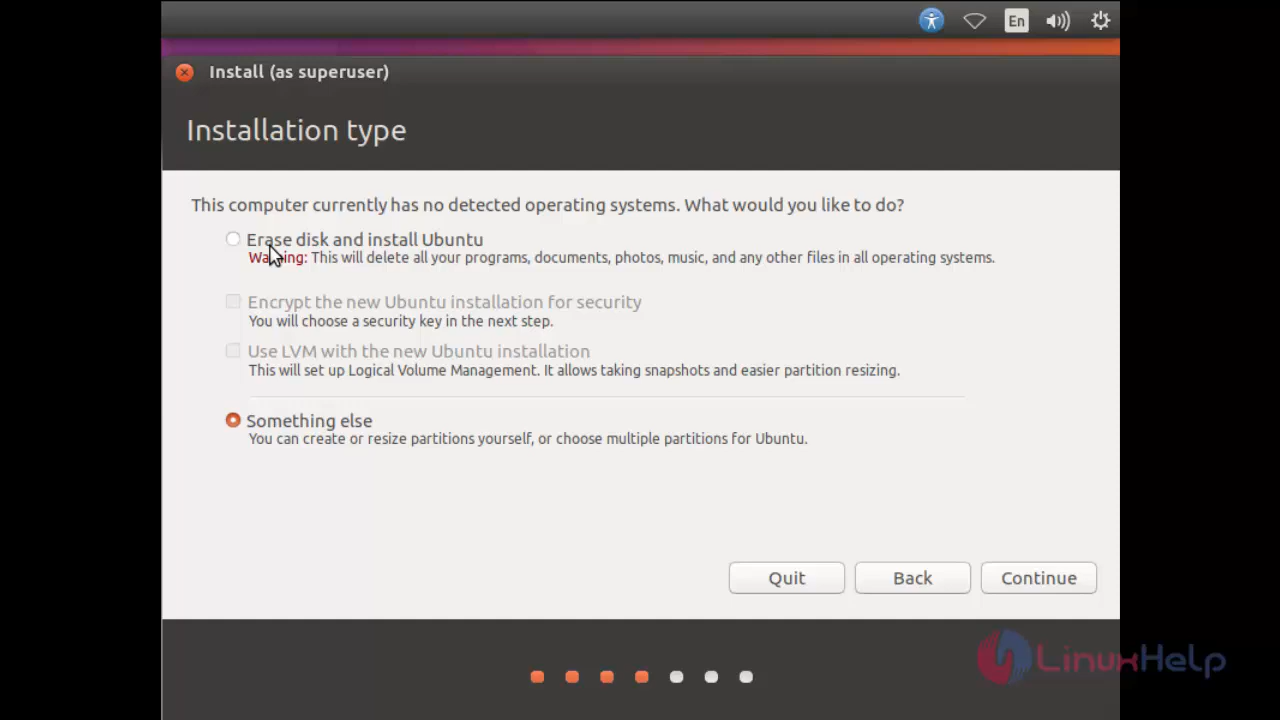 En
Install (as superuser)
Installation type
This computer currently has no detected operating systems. What would you like to do?
Erase disk and install Ubuntu
Warning: This will delete all your programs, documents, photos, music, and any other files in all operating systems.
Encrypt the new Ubuntu installation for security
You will choose a security key in the next step.
Use LVM with the new Ubuntu installation
This will set up Logical Volume Management. It allows taking snapshots and easier partition resizing.
Something else
You can create or resize partitions yourself, or choose multiple partitions for Ubuntu.
Quit Back Continue
LinuxHelp